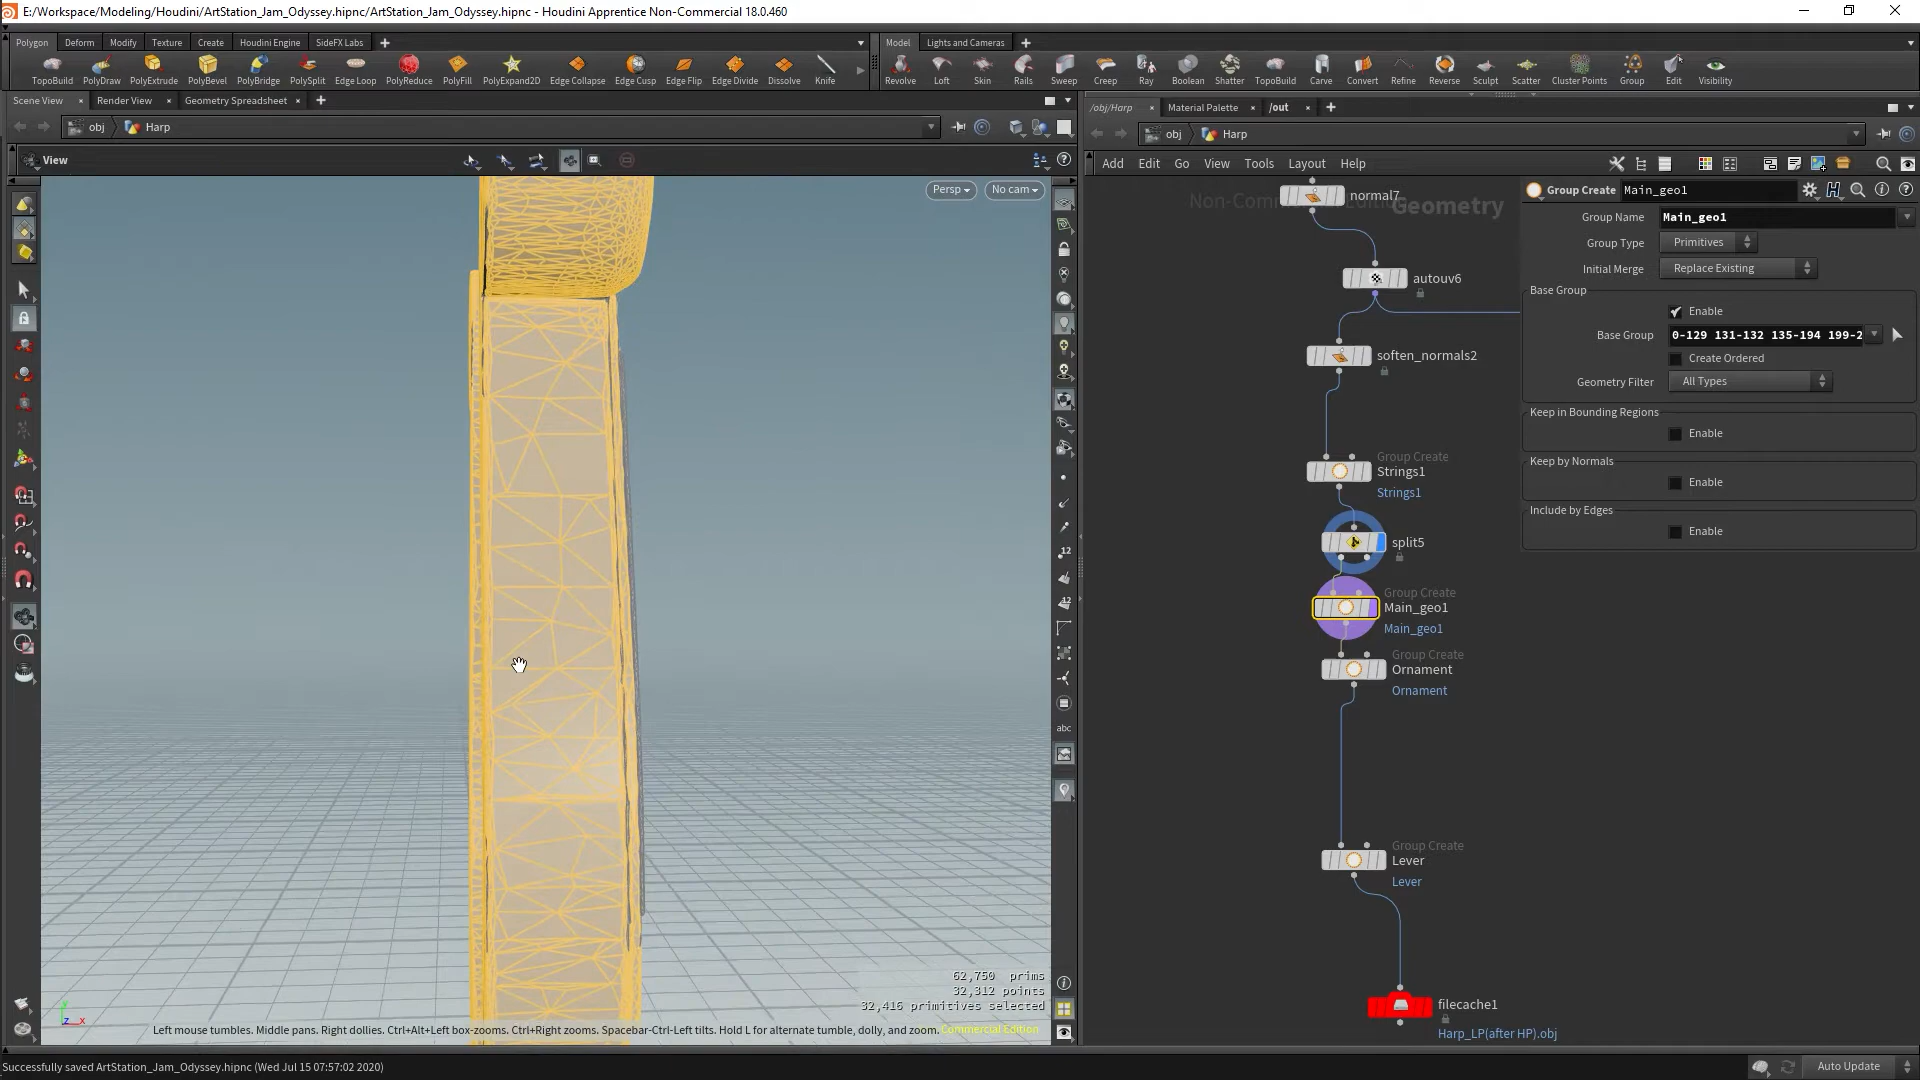 E:/Workspace/Modeling/Houdini/ArtStation_Jam_Odyssey.hipnc/ArtStation_Jam_Odyssey.hipnc - Houdini Apprentice Non-Commercial 18.0.460
Polygon Deform Modify Texture Create Houdini Engine SideFX Labs
Model Lights and Cameras
TopoBuild PolyDraw PolyExtrude PolyBevel PolyBridge PolySplit Edge Loop PolyReduce PolyFill PolyExpand2D Edge Collapse Edge Cusp Edge Flip Edge Divide Dissolve Knife
Revolve Loft Skin Rails Sweep Creep Ray Boolean Shatter TopoBuild Carve Convert Refine Reverse Sculpt Scatter Cluster Points Group Edit Visibility
Scene View Render View Geometry Spreadsheet
/obj/Harp Material Palette /out
obj Harp
obj Harp
View
Add Edit Go View Tools Layout Help
Persp No cam
Geometry
normal7
autouv6
soften_normals2
Group Create
Strings1
Strings1
split5
Group Create
Main_geo1
Main_geo1
Group Create
Ornament
Ornament
Group Create
Lever
Lever
filecache1
Harp_LP(after HP).obj
Group Create Main_geo1
Group Name Main_geo1
Group Type Primitives
Initial Merge Replace Existing
Base Group
Enable
Base Group 0-129 131-132 135-194 199-2
Create Ordered
Geometry Filter All Types
Keep in Bounding Regions
Enable
Keep by Normals
Enable
Include by Edges
Enable
12
12
abc
62,750 prims
32,312 points
32,416 primitives selected
Left mouse tumbles. Middle pans. Right dollies. Ctrl+Alt+Left box-zooms. Ctrl+Right zooms. Spacebar-Ctrl-Left tilts. Hold L for alternate tumble, dolly, and zoom. Commercial Edition
Successfully saved ArtStation_Jam_Odyssey.hipnc (Wed Jul 15 07:57:02 2020)
Auto Update